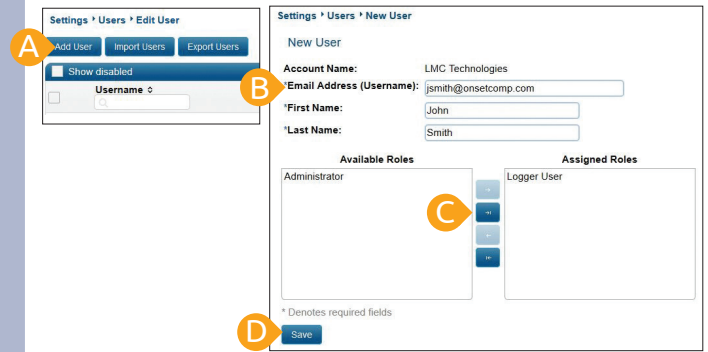 Settings ‣ Users ‣ Edit User
A
Add User
Import Users
Export Users
Show disabled
Username
Settings ‣ Users ‣ New User
New User
Account Name: LMC Technologies
B
*Email Address (Username): jsmith@onsetcomp.com
*First Name: John
*Last Name: Smith
Available Roles
Assigned Roles
Administrator
Logger User
C
* Denotes required fields
D
Save